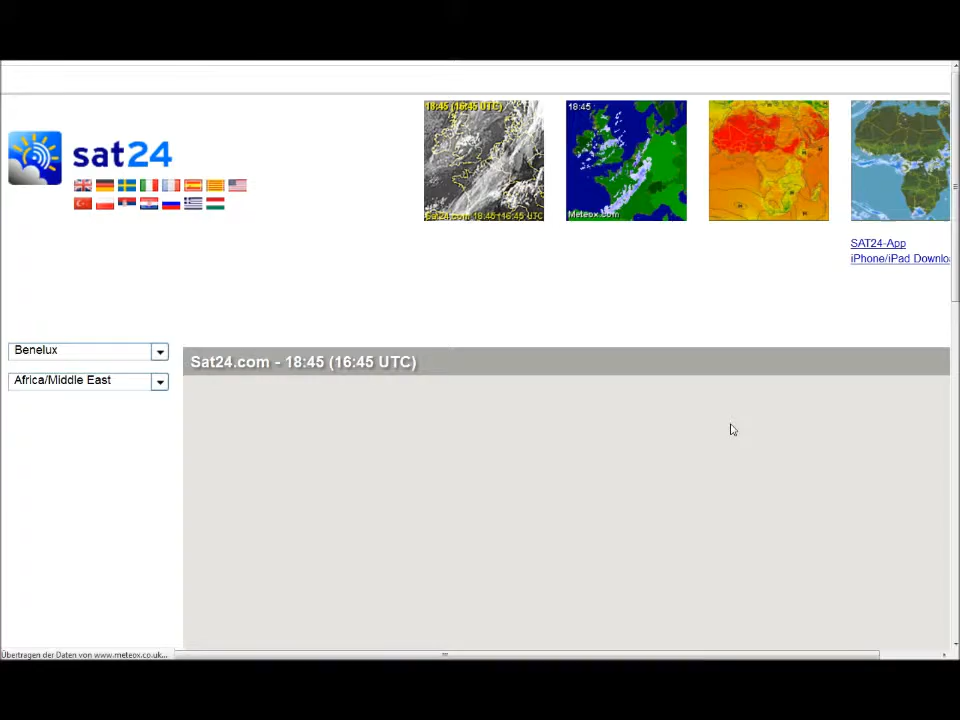 18:45 (16:45 UTC)
Sat24.com 18:45 (16:45 UTC
18:45
Meteox.com
sat24
SAT24-App
iPhone/iPad Downlo
Benelux
Sat24.com - 18:45 (16:45 UTC)
Africa/Middle East
Übertragen der Daten von www.meteox.co.uk...